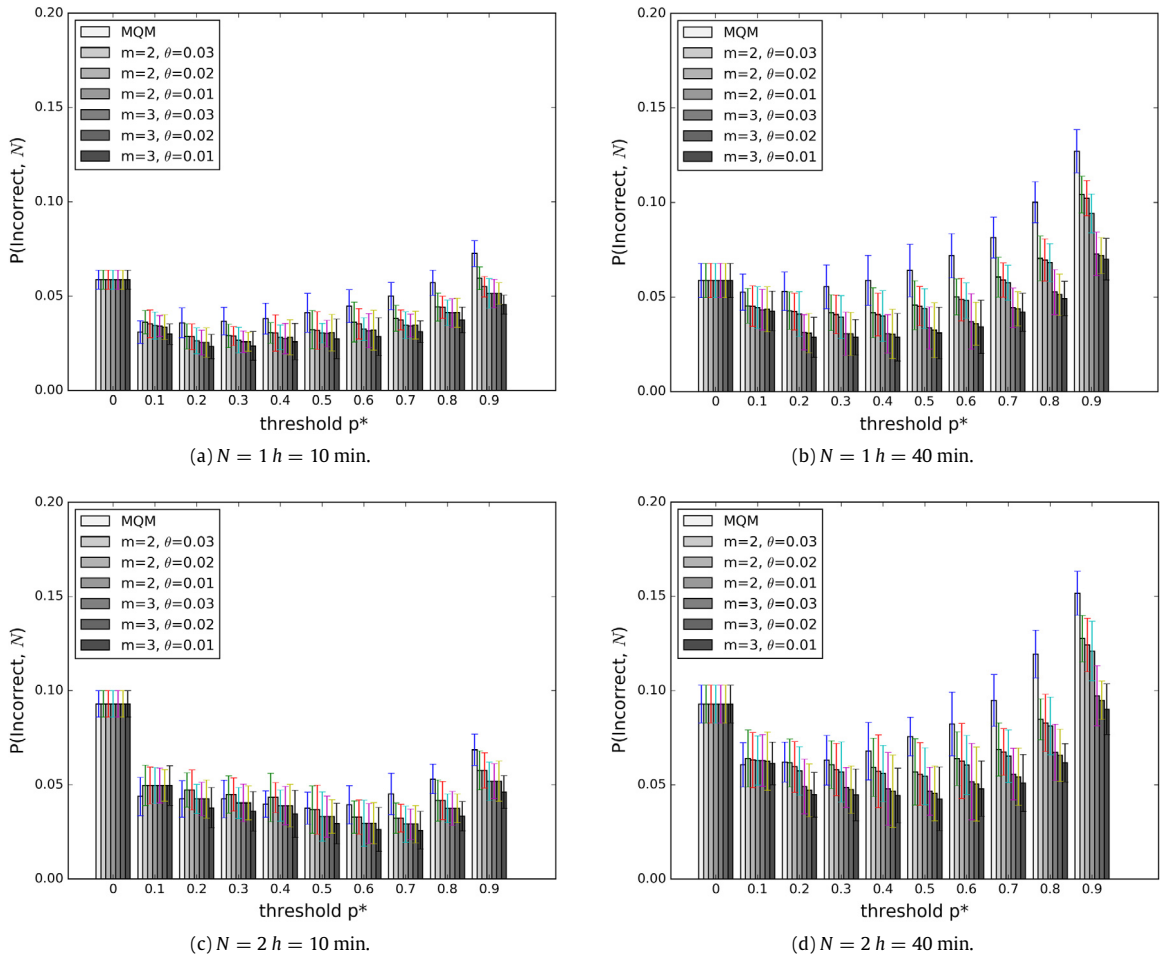 0.20
0.15
0.10
0.05
0.00
P(Incorrect, N)
MQM
m=2, θ=0.03
m=2, θ=0.02
m=2, θ=0.01
m=3, θ=0.03
m=3, θ=0.02
m=3, θ=0.01
0 0.1 0.2 0.3 0.4 0.5 0.6 0.7 0.8 0.9
threshold p*
(a) N = 1 h = 10 min.
0.20
0.15
0.10
0.05
0.00
P(Incorrect, N)
MQM
m=2, θ=0.03
m=2, θ=0.02
m=2, θ=0.01
m=3, θ=0.03
m=3, θ=0.02
m=3, θ=0.01
0 0.1 0.2 0.3 0.4 0.5 0.6 0.7 0.8 0.9
threshold p*
(b) N = 1 h = 40 min.
0.20
0.15
0.10
0.05
0.00
P(Incorrect, N)
MQM
m=2, θ=0.03
m=2, θ=0.02
m=2, θ=0.01
m=3, θ=0.03
m=3, θ=0.02
m=3, θ=0.01
0 0.1 0.2 0.3 0.4 0.5 0.6 0.7 0.8 0.9
threshold p*
(c) N = 2 h = 10 min.
0.20
0.15
0.10
0.05
0.00
P(Incorrect, N)
MQM
m=2, θ=0.03
m=2, θ=0.02
m=2, θ=0.01
m=3, θ=0.03
m=3, θ=0.02
m=3, θ=0.01
0 0.1 0.2 0.3 0.4 0.5 0.6 0.7 0.8 0.9
threshold p*
(d) N = 2 h = 40 min.